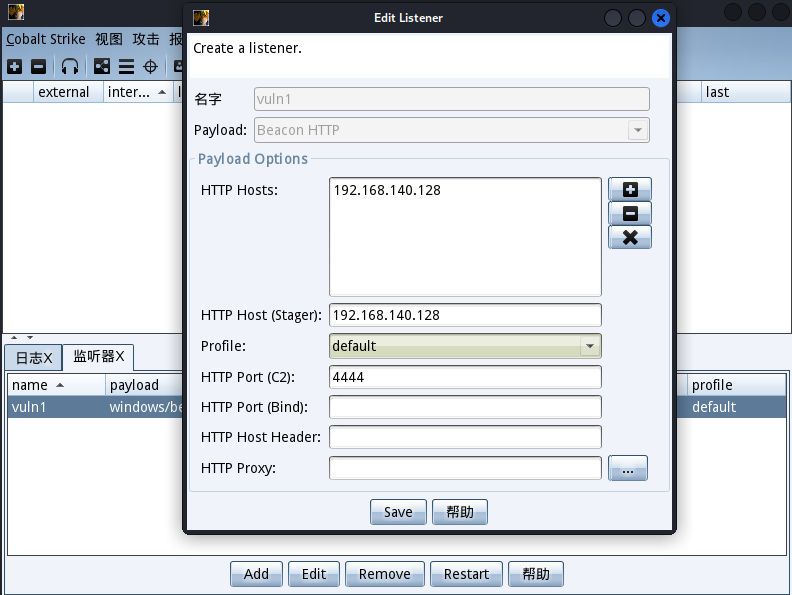 Edit Listener
Cobalt Strike 视图 攻击
Create a listener.
external inter... last
名字 vuln1
Payload: Beacon HTTP
Payload Options
HTTP Hosts: 192.168.140.128
HTTP Host (Stager): 192.168.140.128
Profile: default
HTTP Port (C2): 4444
HTTP Port (Bind):
HTTP Host Header:
HTTP Proxy: ...
Save 帮助
日志X 监听器X
name payload profile
vuln1 windows/be default
Add Edit Remove Restart 帮助